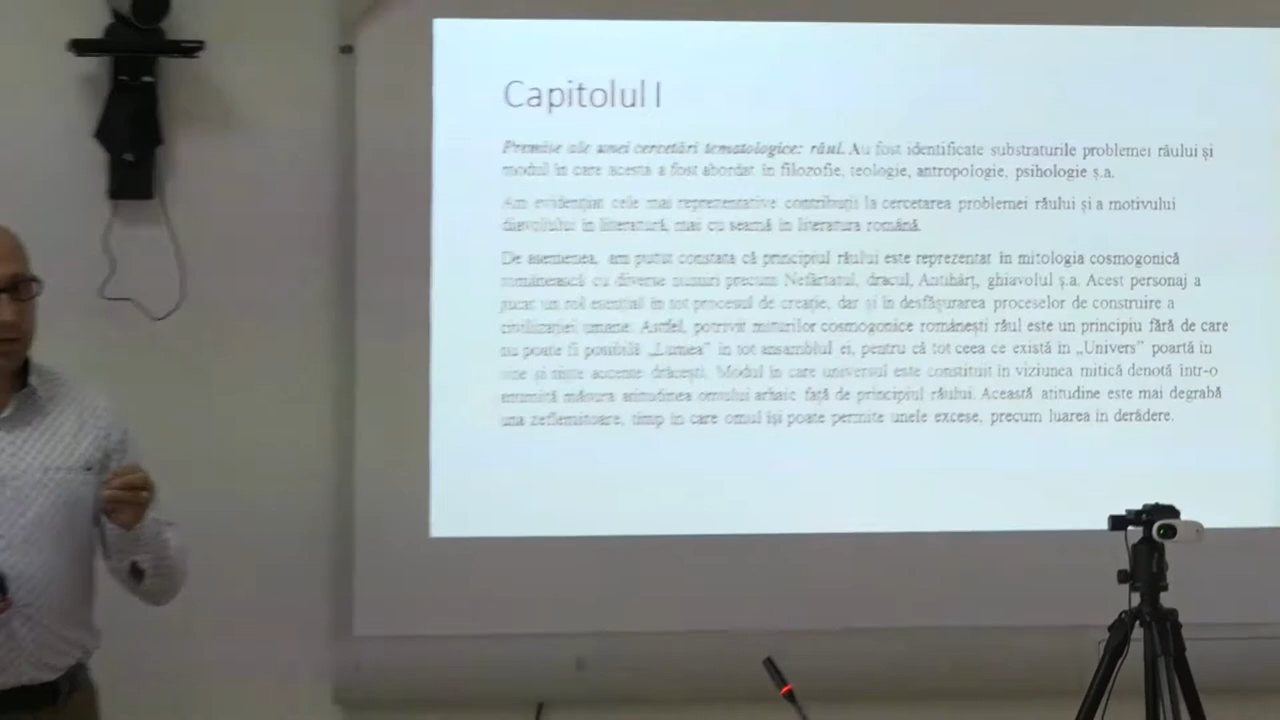 Capitolul I
Premise ale unei cercetări tematologice: răul. Au fost identificate substraturile problemei răului și
modul în care acesta a fost abordat în filozofie, teologie, antropologie, psihologie ș.a.
Am evidențiat cele mai reprezentative contribuții la cercetarea problemei răului și a motivului
diavolului în literatură, mai cu seamă în literatura română.
De asemenea, am putut constata că principiul răului este reprezentat în mitologia cosmogonică
românească cu diverse numiri precum Nefârtatul, dracul, Antihârț, ghiavolul ș.a. Acest personaj a
jucat un rol esențial în tot procesul de creație, dar și în desfășurarea proceselor de construire a
civilizației umane. Astfel, potrivit miturilor cosmogonice românești răul este un principiu fără de care
nu poate fi posibilă „Lumea” în tot ansamblul ei, pentru că tot ceea ce există în „Univers” poartă în
sine și niște accente drăcești. Modul în care universul este constituit în viziunea mitică denotă într-o
anumită măsura atitudinea omului arhaic față de principiul răului. Această atitudine este mai degrabă
una zeflemitoare, timp în care omul își poate permite unele excese, precum luarea în derâdere.